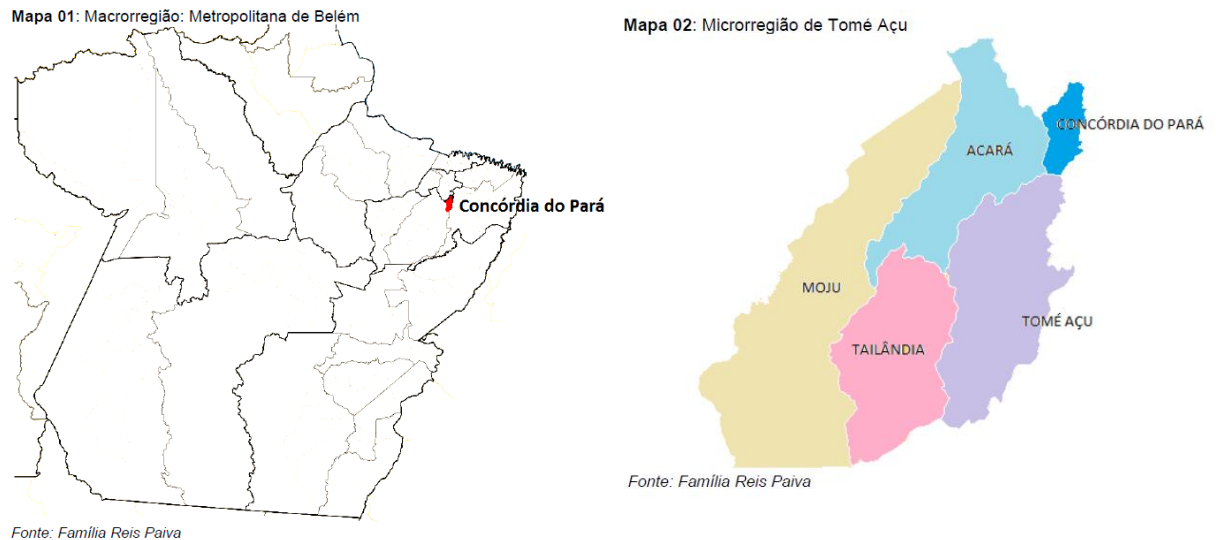 Mapa 01: Macrorregião: Metropolitana de Belém
Concórdia do Pará
Fonte: Família Reis Paiva
Mapa 02: Microrregião de Tomé Açu
CONCÓRDIA DO PARÁ
ACARÁ
MOJU
TOMÉ AÇU
TAILÂNDIA
Fonte: Família Reis Paiva